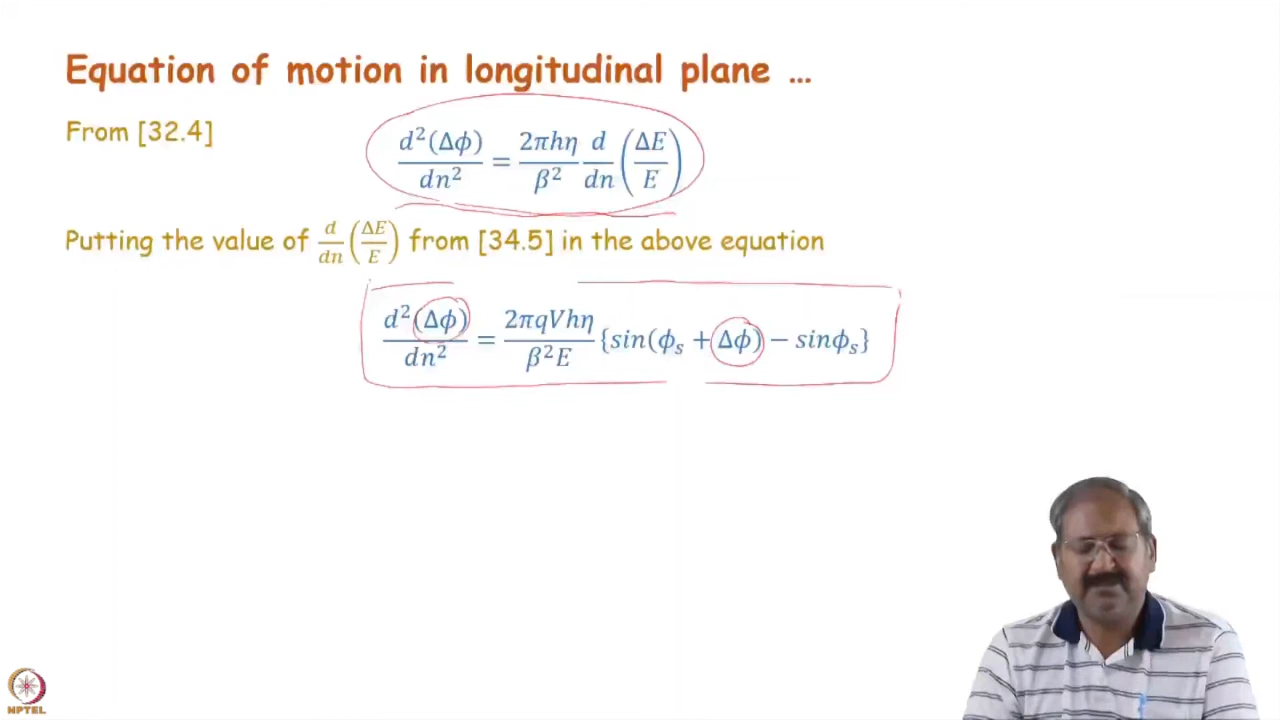 Equation of motion in longitudinal plane ...
From [32.4]
d²(Δϕ)/dn² = 2πhη/β² d/dn (ΔE/E)
Putting the value of d/dn (ΔE/E) from [34.5] in the above equation
d²(Δϕ)/dn² = 2πqVhη/β²E {sin(ϕₛ + Δϕ) − sinϕₛ}
NPTEL